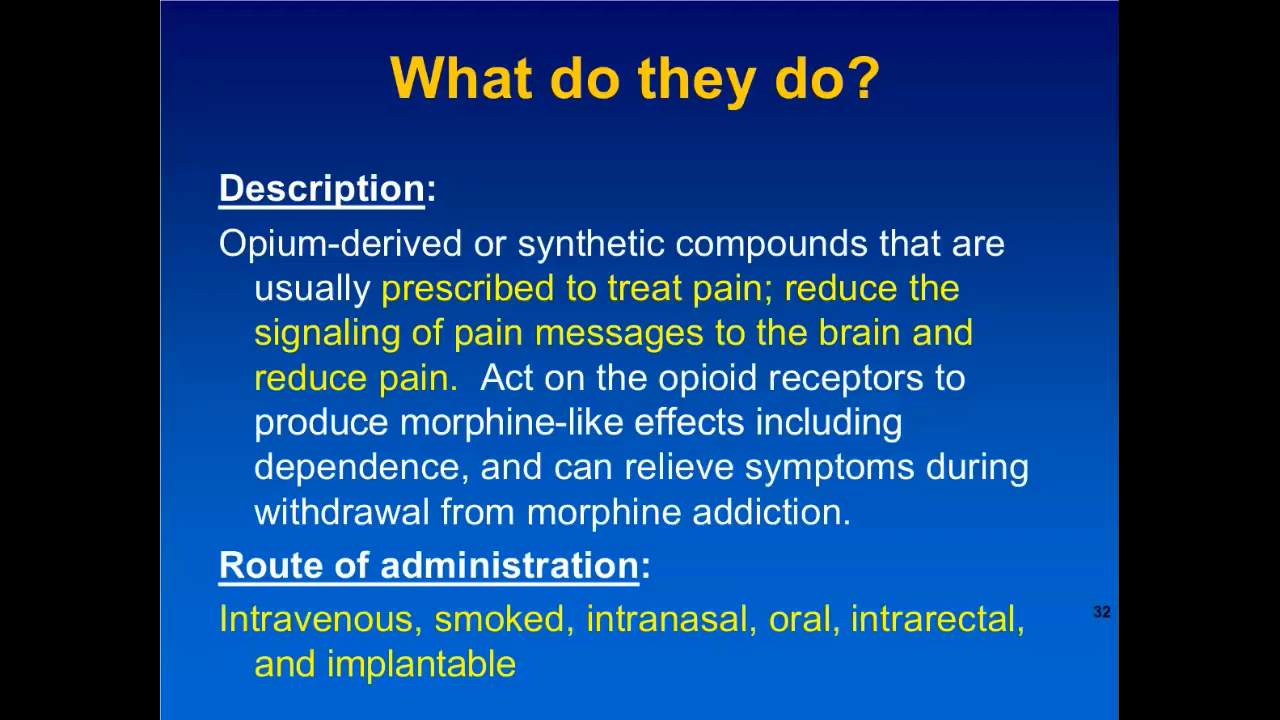 What do they do?
Description:
Opium-derived or synthetic compounds that are
usually prescribed to treat pain; reduce the
signaling of pain messages to the brain and
reduce pain. Act on the opioid receptors to
produce morphine-like effects including
dependence, and can relieve symptoms during
withdrawal from morphine addiction.
Route of administration:
Intravenous, smoked, intranasal, oral, intrarectal,
and implantable
32